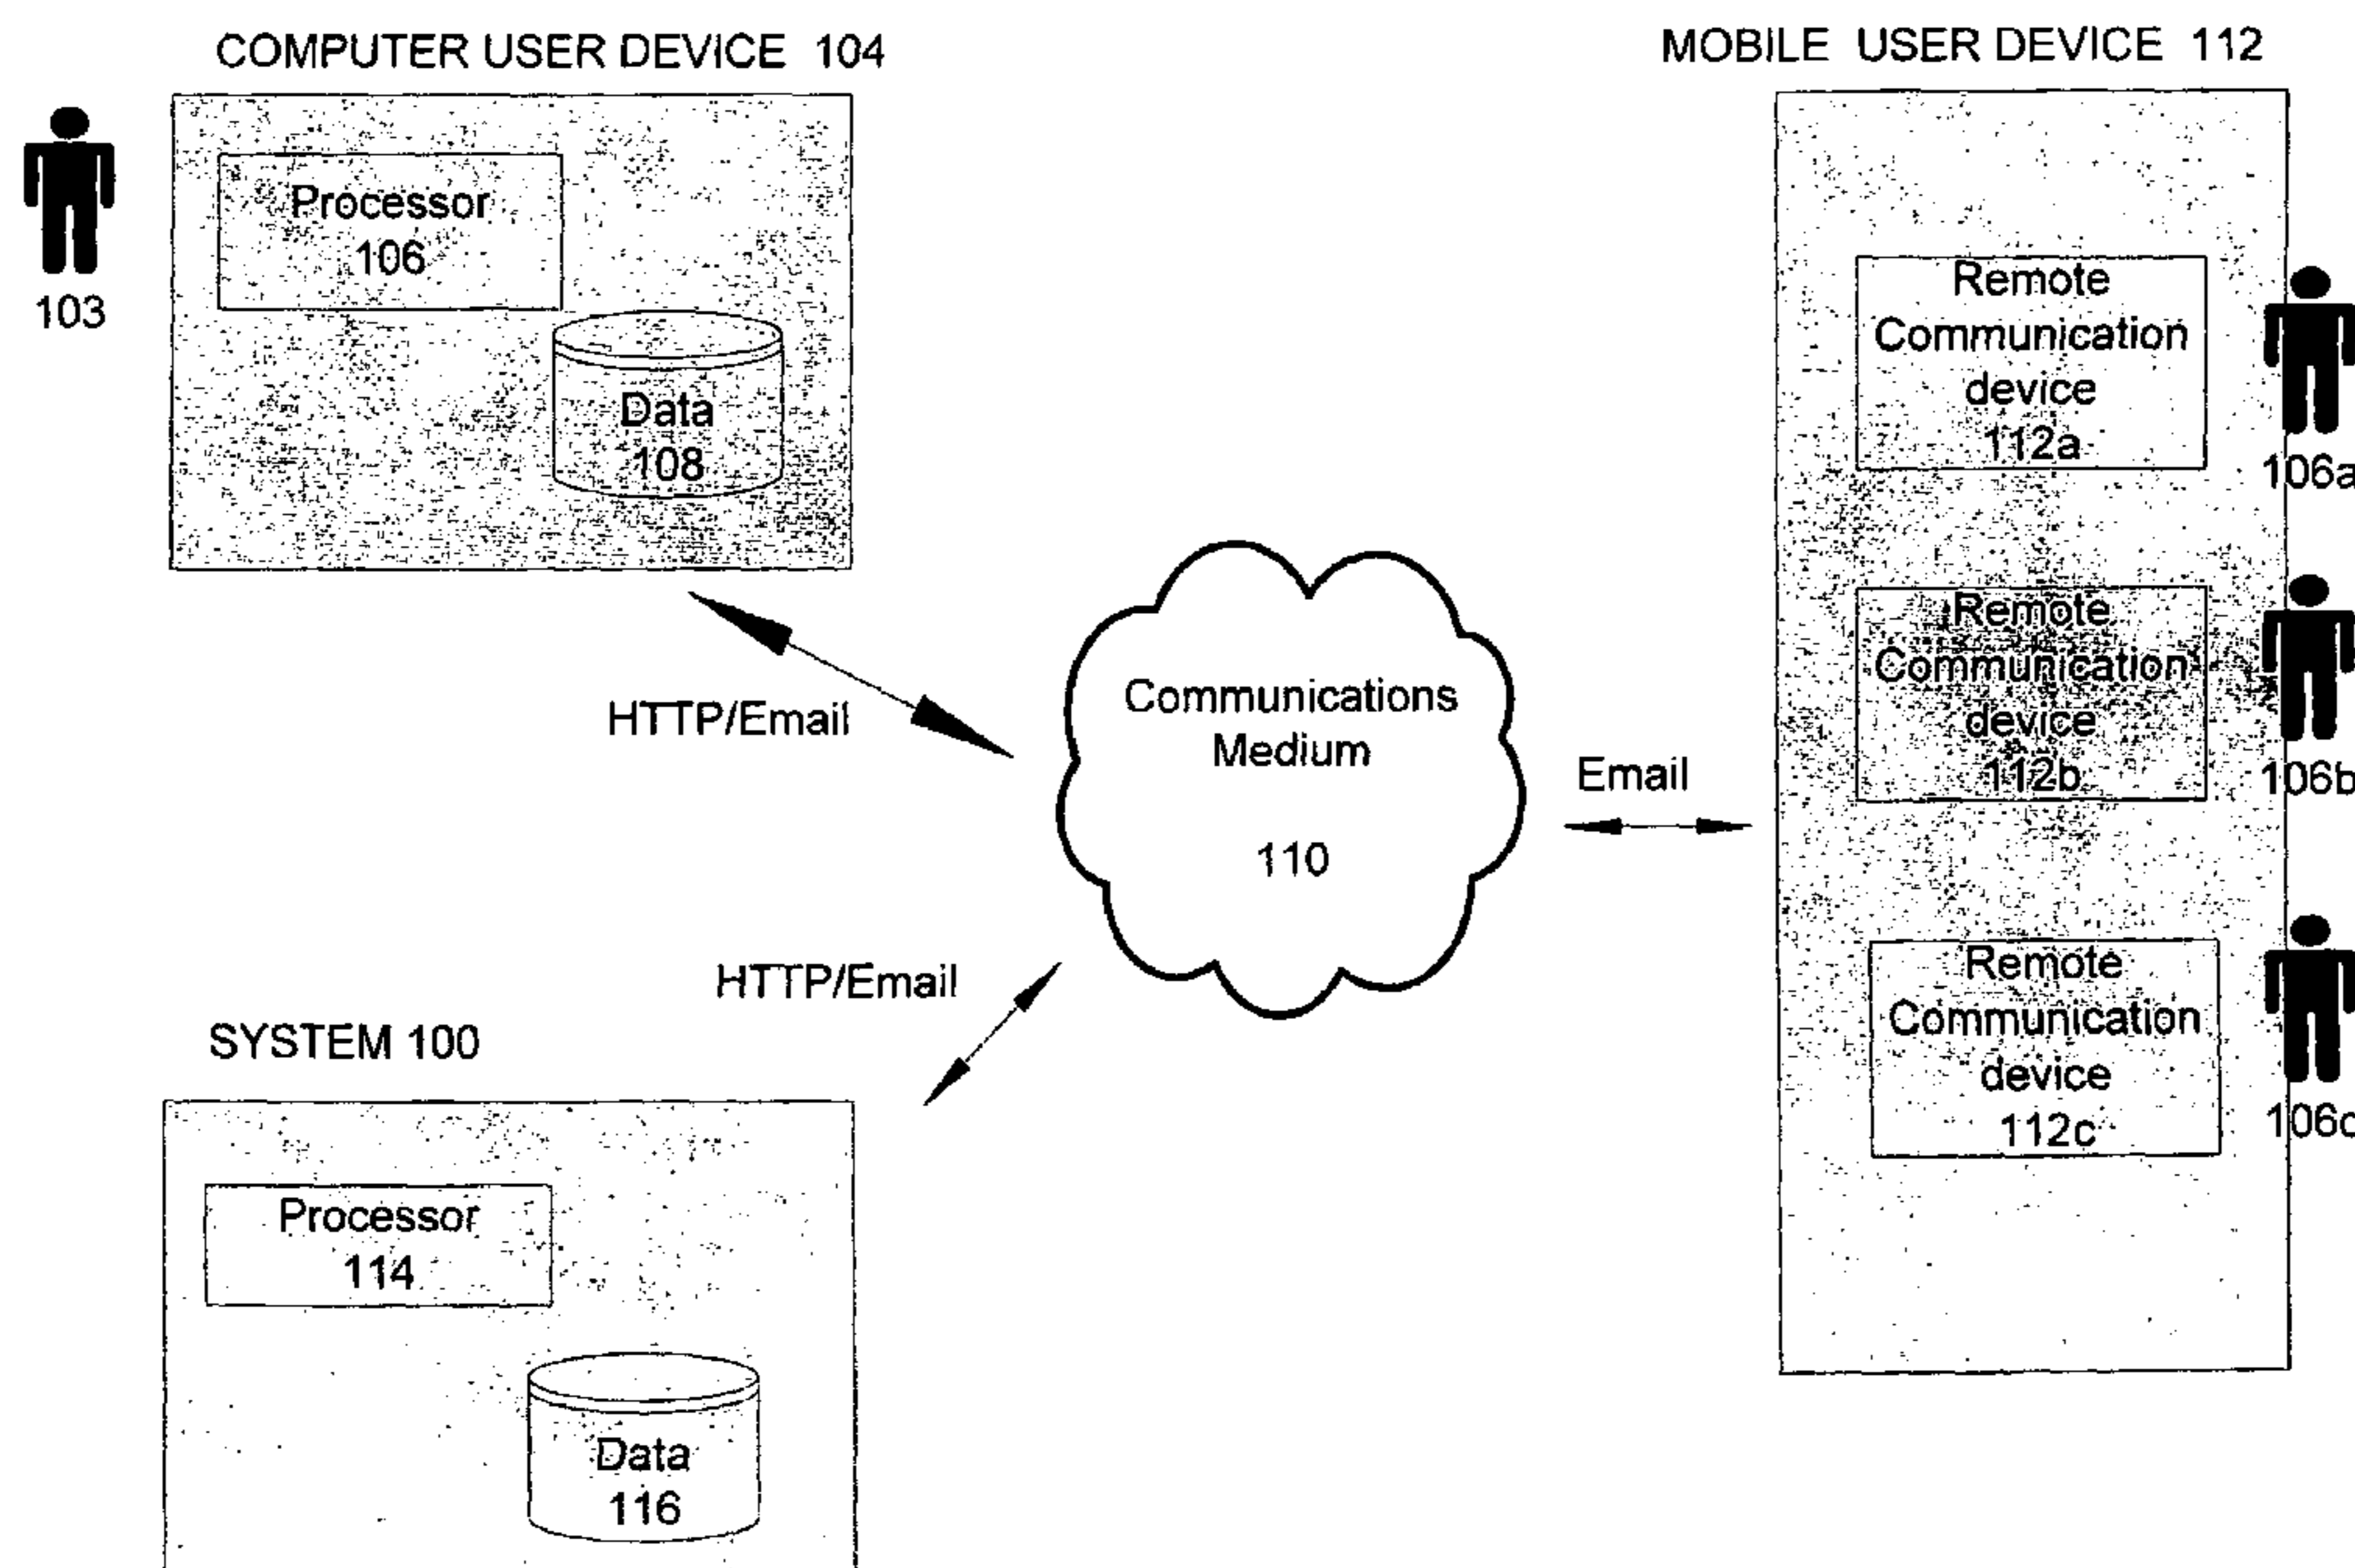 COMPUTER USER DEVICE 104
MOBILE USER DEVICE 112
103
Processor
106
Data
108
HTTP/Email
Communications
Medium
110
Email
Remote
Communication
device
112a
106a
Remote
Communication
device
112b
106b
Remote
Communication
device
112c
106c
HTTP/Email
SYSTEM 100
Processor
114
Data
116